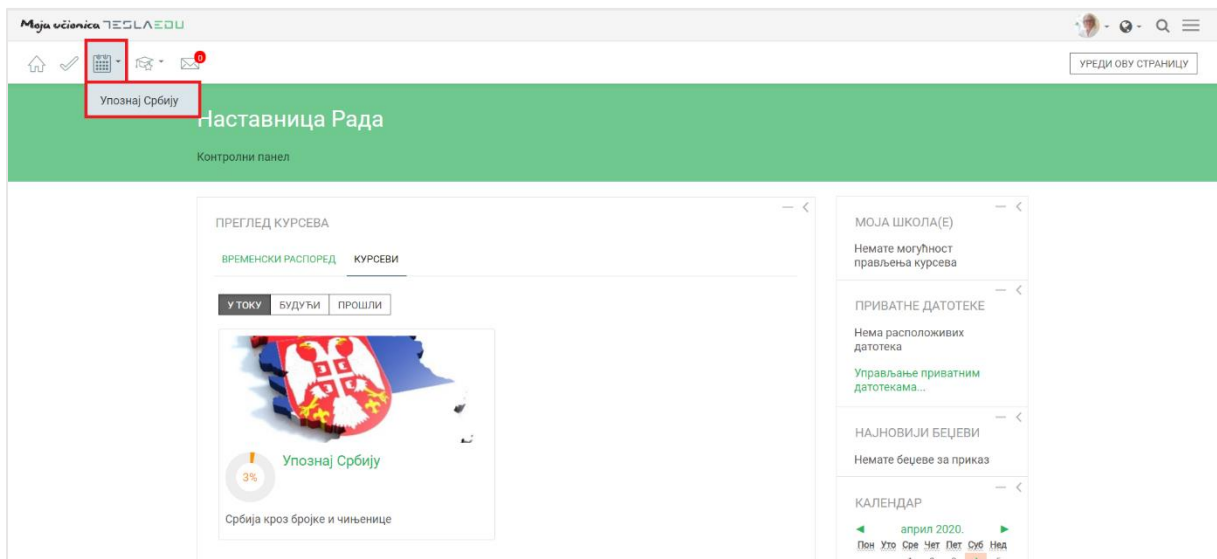 Moja učionica TESLAEDU
0
УРЕДИ ОВУ СТРАНИЦУ
Упознај Србију
Наставница Рада
Контролни панел
ПРЕГЛЕД КУРСЕВА
ВРЕМЕНСКИ РАСПОРЕД КУРСЕВИ
У ТОКУ БУДУЋИ ПРОШЛИ
3%
Упознај Србију
Србија кроз бројке и чињенице
МОЈА ШКОЛА(Е)
Немате могућност
прављења курсева
ПРИВАТНЕ ДАТОТЕКЕ
Нема расположивих
датотека
Управљање приватним
датотекама...
НАЈНОВИЈИ БЕЏЕВИ
Немате беџеве за приказ
КАЛЕНДАР
◄ април 2020. ►
Пон Уто Сре Чет Пет Суб Нед